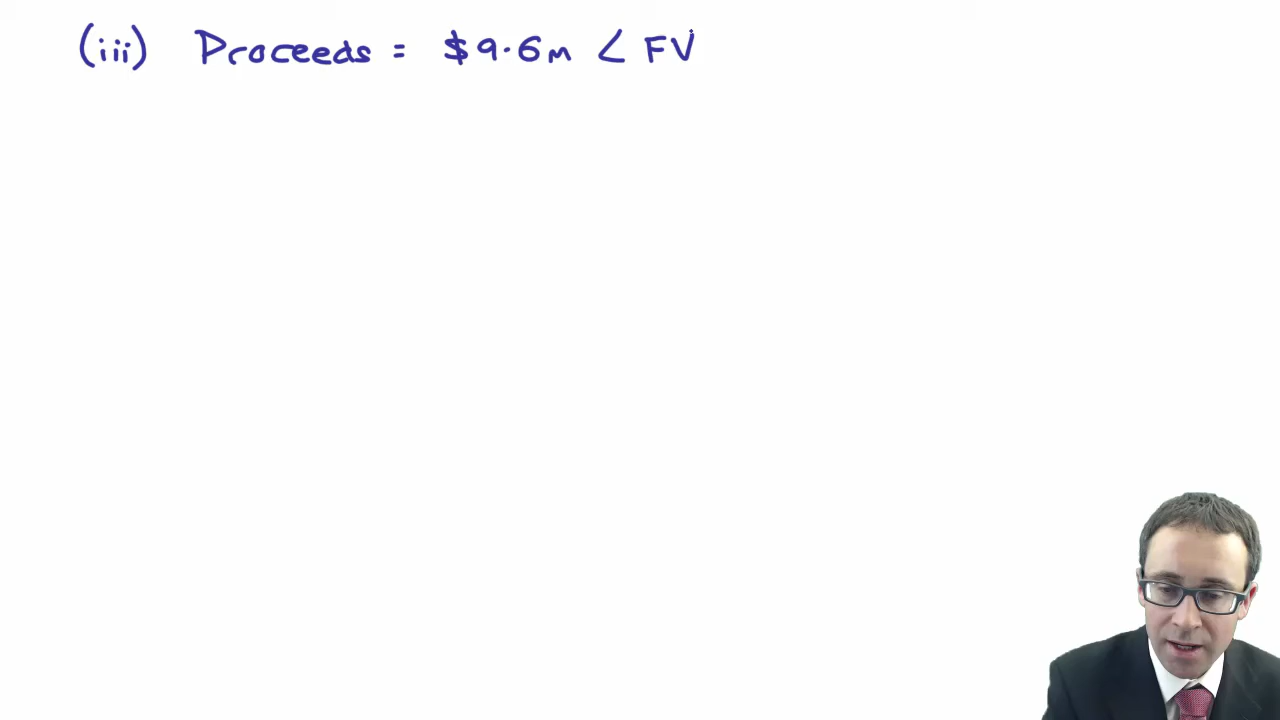 (iii) Proceeds = $9.6m < FV